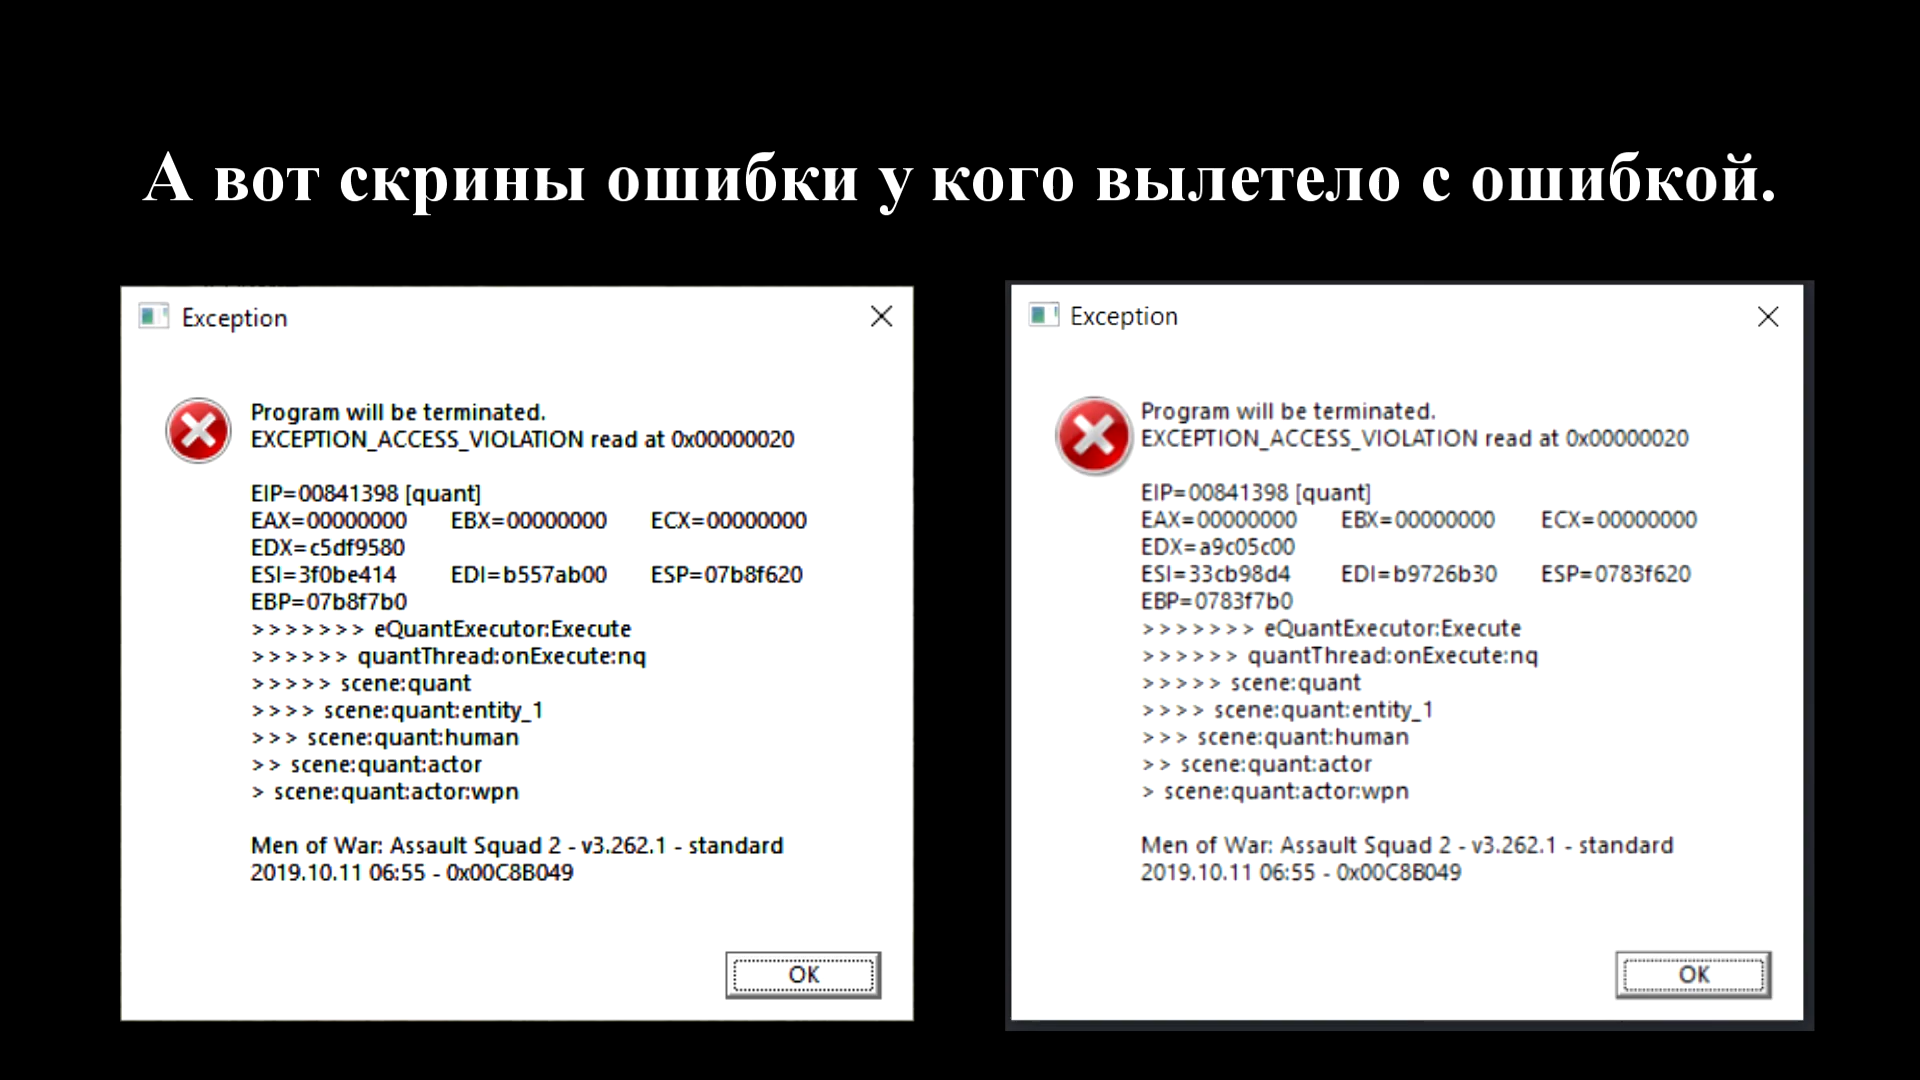 А вот скрины ошибки у кого вылетело с ошибкой.
Exception
Program will be terminated.
EXCEPTION_ACCESS_VIOLATION read at 0x00000020
EIP=00841398 [quant]
EAX=00000000 EBX=00000000 ECX=00000000
EDX=c5df9580
ESI=3f0be414 EDI=b557ab00 ESP=07b8f620
EBP=07b8f7b0
>>>>>>> eQuantExecutor:Execute
>>>>>> quantThread:onExecute:nq
>>>>> scene:quant
>>>> scene:quant:entity_1
>>> scene:quant:human
>> scene:quant:actor
> scene:quant:actor:wpn
Men of War: Assault Squad 2 - v3.262.1 - standard
2019.10.11 06:55 - 0x00C8B049
OK
Exception
Program will be terminated.
EXCEPTION_ACCESS_VIOLATION read at 0x00000020
EIP=00841398 [quant]
EAX=00000000 EBX=00000000 ECX=00000000
EDX=a9c05c00
ESI=33cb98d4 EDI=b9726b30 ESP=0783f620
EBP=0783f7b0
>>>>>>> eQuantExecutor:Execute
>>>>>> quantThread:onExecute:nq
>>>>> scene:quant
>>>> scene:quant:entity_1
>>> scene:quant:human
>> scene:quant:actor
> scene:quant:actor:wpn
Men of War: Assault Squad 2 - v3.262.1 - standard
2019.10.11 06:55 - 0x00C8B049
OK